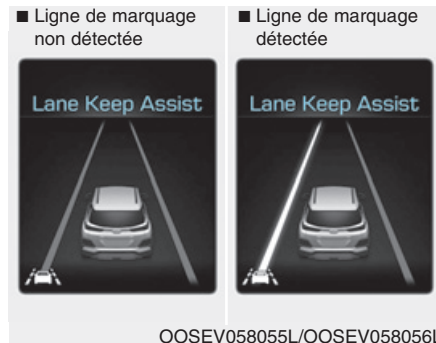 ■ Ligne de marquage
non détectée
Lane Keep Assist
■ Ligne de marquage
détectée
Lane Keep Assist
OOSEV058055L/OOSEV058056L